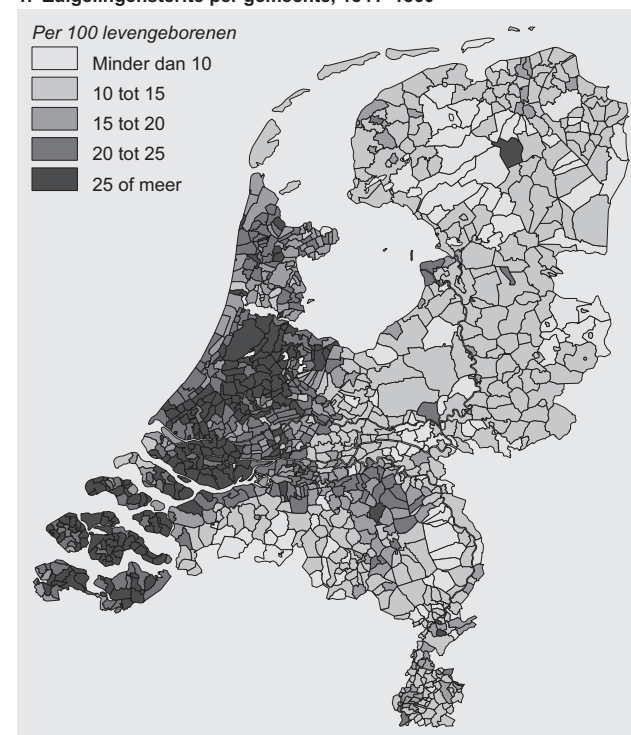 Per 100 levengeborenen
Minder dan 10
10 tot 15
15 tot 20
20 tot 25
25 of meer